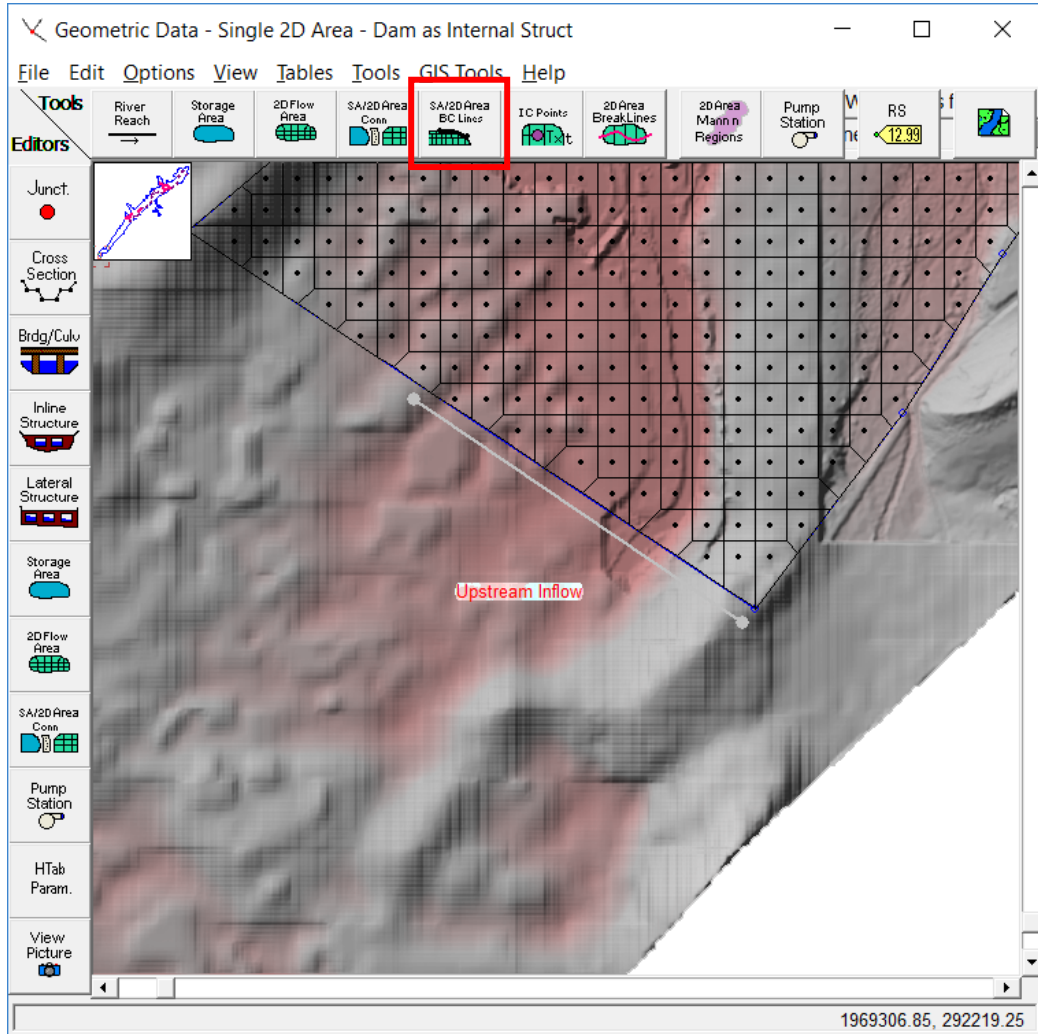 Geometric Data - Single 2D Area - Dam as Internal Struct
File Edit Options View Tables Tools GIS Tools Help
Tools
Editors
River
Reach
Storage
Area
2D Flow
Area
SA/2D Area
Conn
SA/2D Area
BC Lines
IC Points
2D Area
BreakLines
2D Area
Mann n
Regions
Pump
Station
RS
12.99
Junct.
Cross
Section
Brdg/Culv
Inline
Structure
Lateral
Structure
Storage
Area
2D Flow
Area
SA/2D Area
Conn
Pump
Station
HTab
Param.
View
Picture
Upstream Inflow
1969306.85, 292219.25